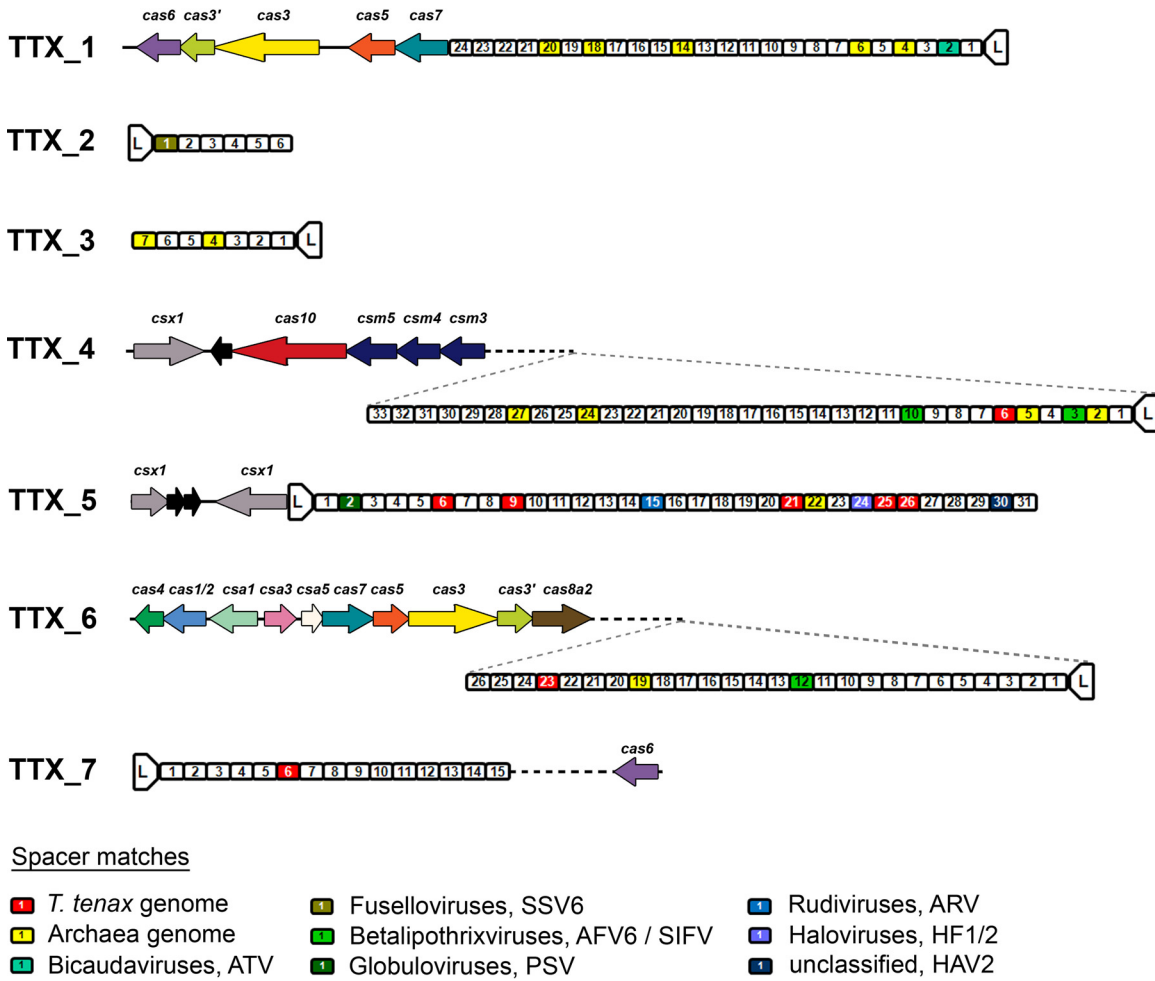 cas6 cas3' cas3 cas5 cas7
TTX_1 24 23 22 21 20 19 18 17 16 15 14 13 12 11 10 9 8 7 6 5 4 3 2 1 L
TTX_2 L 1 2 3 4 5 6
TTX_3 7 6 5 4 3 2 1 L
csx1 cas10 csm5 csm4 csm3
TTX_4
33 32 31 30 29 28 27 26 25 24 23 22 21 20 19 18 17 16 15 14 13 12 11 10 9 8 7 6 5 4 3 2 1 L
csx1 csx1
TTX_5 L 1 2 3 4 5 6 7 8 9 10 11 12 13 14 15 16 17 18 19 20 21 22 23 24 25 26 27 28 29 30 31
cas4 cas1/2 csa1 csa3 csa5 cas7 cas5 cas3 cas3' cas8a2
TTX_6
26 25 24 23 22 21 20 19 18 17 16 15 14 13 12 11 10 9 8 7 6 5 4 3 2 1 L
cas6
TTX_7 L 1 2 3 4 5 6 7 8 9 10 11 12 13 14 15
Spacer matches
1 T. tenax genome 1 Fuselloviruses, SSV6 1 Rudiviruses, ARV
1 Archaea genome 1 Betalipothrixviruses, AFV6 / SIFV 1 Haloviruses, HF1/2
1 Bicaudaviruses, ATV 1 Globuloviruses, PSV 1 unclassified, HAV2